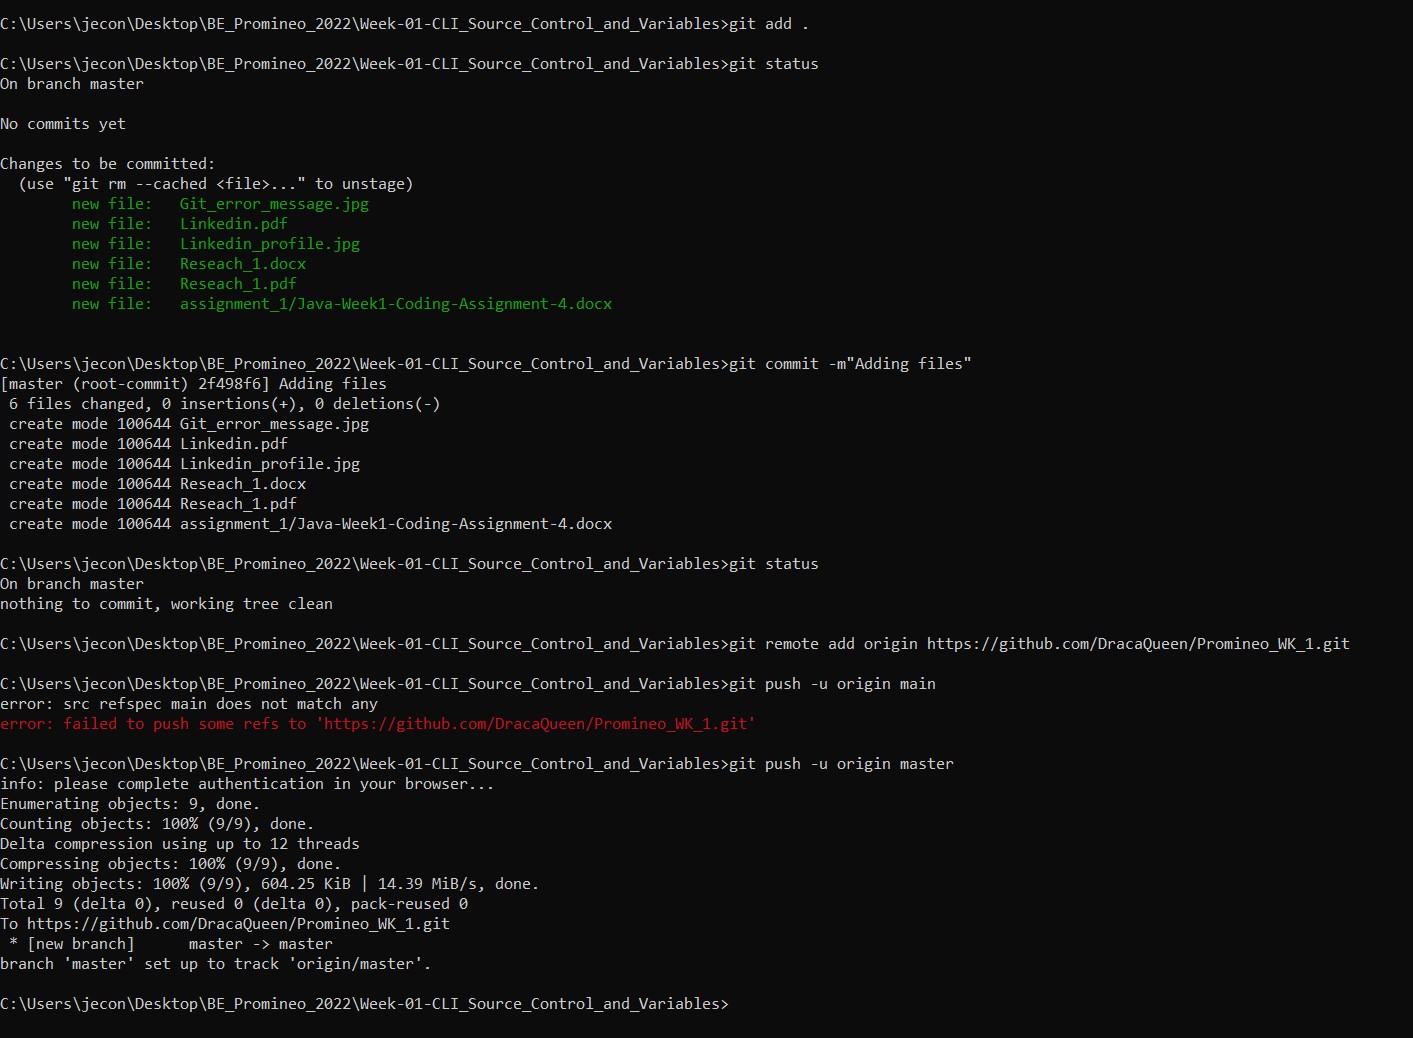 C:\Users\jecon\Desktop\BE_Promineo_2022\Week-01-CLI_Source_Control_and_Variables>git add .
C:\Users\jecon\Desktop\BE_Promineo_2022\Week-01-CLI_Source_Control_and_Variables>git status
On branch master
No commits yet
Changes to be committed:
  (use "git rm --cached <file>..." to unstage)
        new file:   Git_error_message.jpg
        new file:   Linkedin.pdf
        new file:   Linkedin_profile.jpg
        new file:   Reseach_1.docx
        new file:   Reseach_1.pdf
        new file:   assignment_1/Java-Week1-Coding-Assignment-4.docx
C:\Users\jecon\Desktop\BE_Promineo_2022\Week-01-CLI_Source_Control_and_Variables>git commit -m"Adding files"
[master (root-commit) 2f498f6] Adding files
 6 files changed, 0 insertions(+), 0 deletions(-)
 create mode 100644 Git_error_message.jpg
 create mode 100644 Linkedin.pdf
 create mode 100644 Linkedin_profile.jpg
 create mode 100644 Reseach_1.docx
 create mode 100644 Reseach_1.pdf
 create mode 100644 assignment_1/Java-Week1-Coding-Assignment-4.docx
C:\Users\jecon\Desktop\BE_Promineo_2022\Week-01-CLI_Source_Control_and_Variables>git status
On branch master
nothing to commit, working tree clean
C:\Users\jecon\Desktop\BE_Promineo_2022\Week-01-CLI_Source_Control_and_Variables>git remote add origin https://github.com/DracaQueen/Promineo_WK_1.git
C:\Users\jecon\Desktop\BE_Promineo_2022\Week-01-CLI_Source_Control_and_Variables>git push -u origin main
error: src refspec main does not match any
error: failed to push some refs to 'https://github.com/DracaQueen/Promineo_WK_1.git'
C:\Users\jecon\Desktop\BE_Promineo_2022\Week-01-CLI_Source_Control_and_Variables>git push -u origin master
info: please complete authentication in your browser...
Enumerating objects: 9, done.
Counting objects: 100% (9/9), done.
Delta compression using up to 12 threads
Compressing objects: 100% (9/9), done.
Writing objects: 100% (9/9), 604.25 KiB | 14.39 MiB/s, done.
Total 9 (delta 0), reused 0 (delta 0), pack-reused 0
To https://github.com/DracaQueen/Promineo_WK_1.git
 * [new branch]      master -> master
branch 'master' set up to track 'origin/master'.
C:\Users\jecon\Desktop\BE_Promineo_2022\Week-01-CLI_Source_Control_and_Variables>